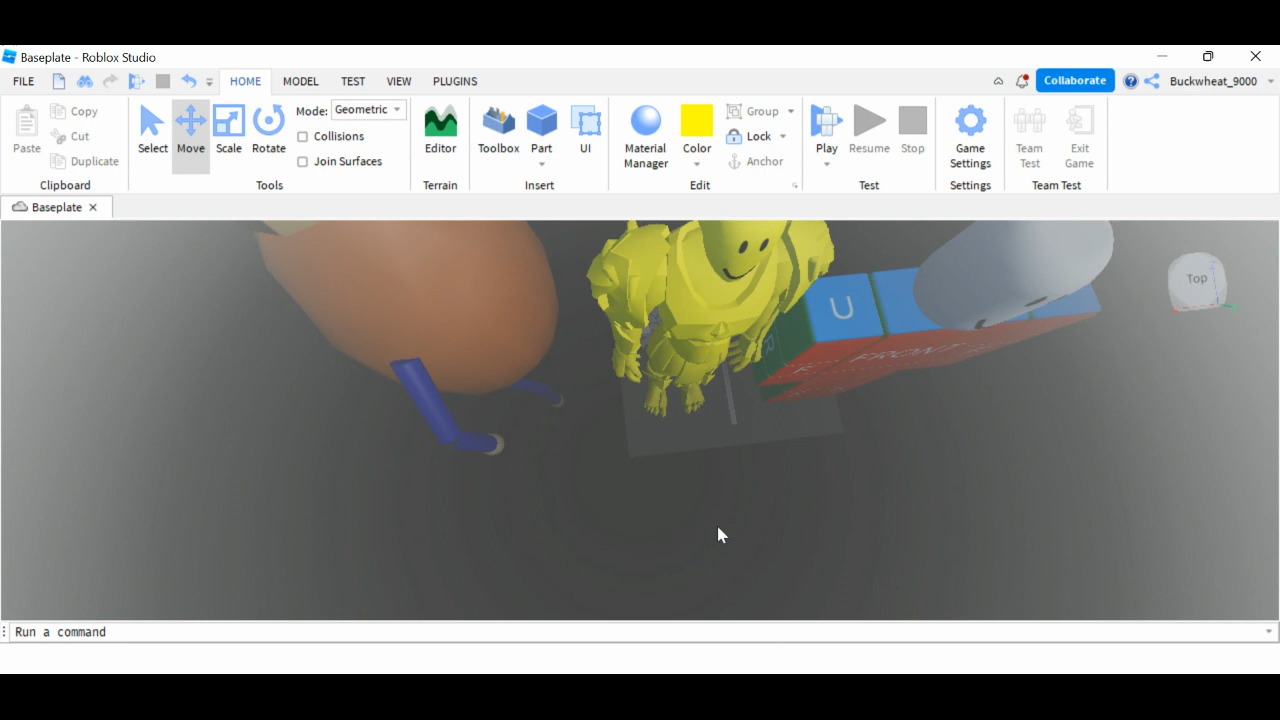 Baseplate - Roblox Studio
FILE HOME MODEL TEST VIEW PLUGINS Collaborate Buckwheat_9000
Paste Copy Cut Duplicate
Clipboard
Select Move Scale Rotate Mode: Geometric
Collisions
Join Surfaces
Tools
Editor
Terrain
Toolbox Part UI
Insert
Material Manager Color Group Lock Anchor
Edit
Play Resume Stop
Test
Game Settings
Settings
Team Test Exit Game
Team Test
Baseplate
Top
U
R
FRONT
Run a command